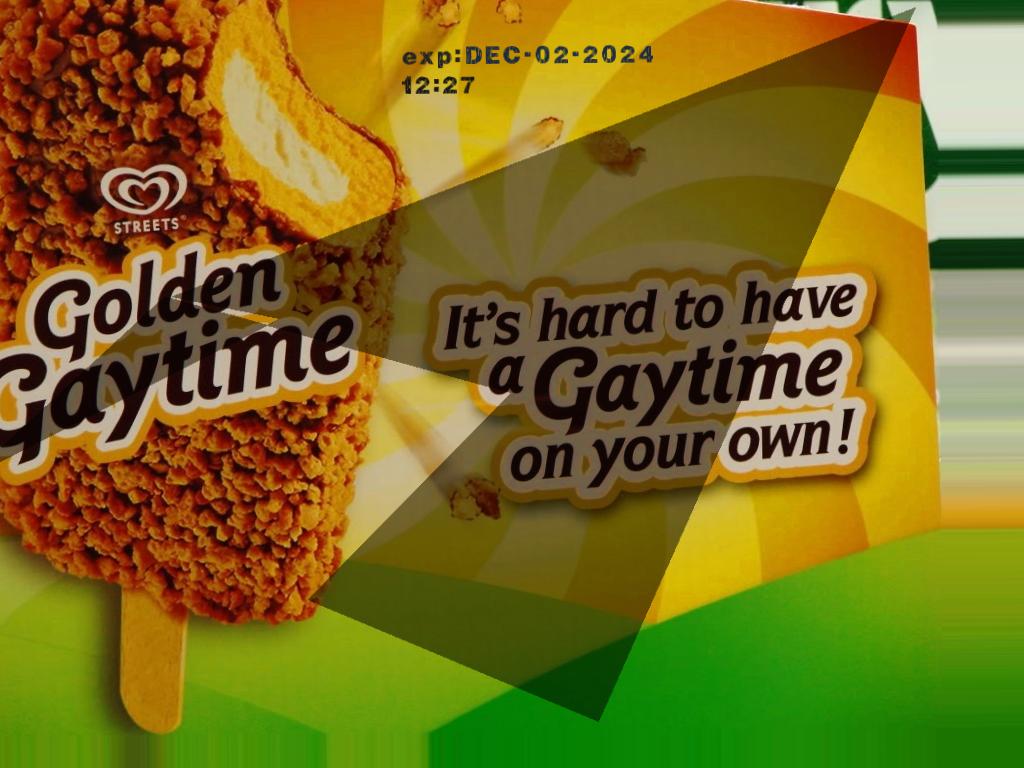 exp:DEC-02-2024
12:27
STREETS
Golden
Gaytime
It's hard to have
a Gaytime
on your own!